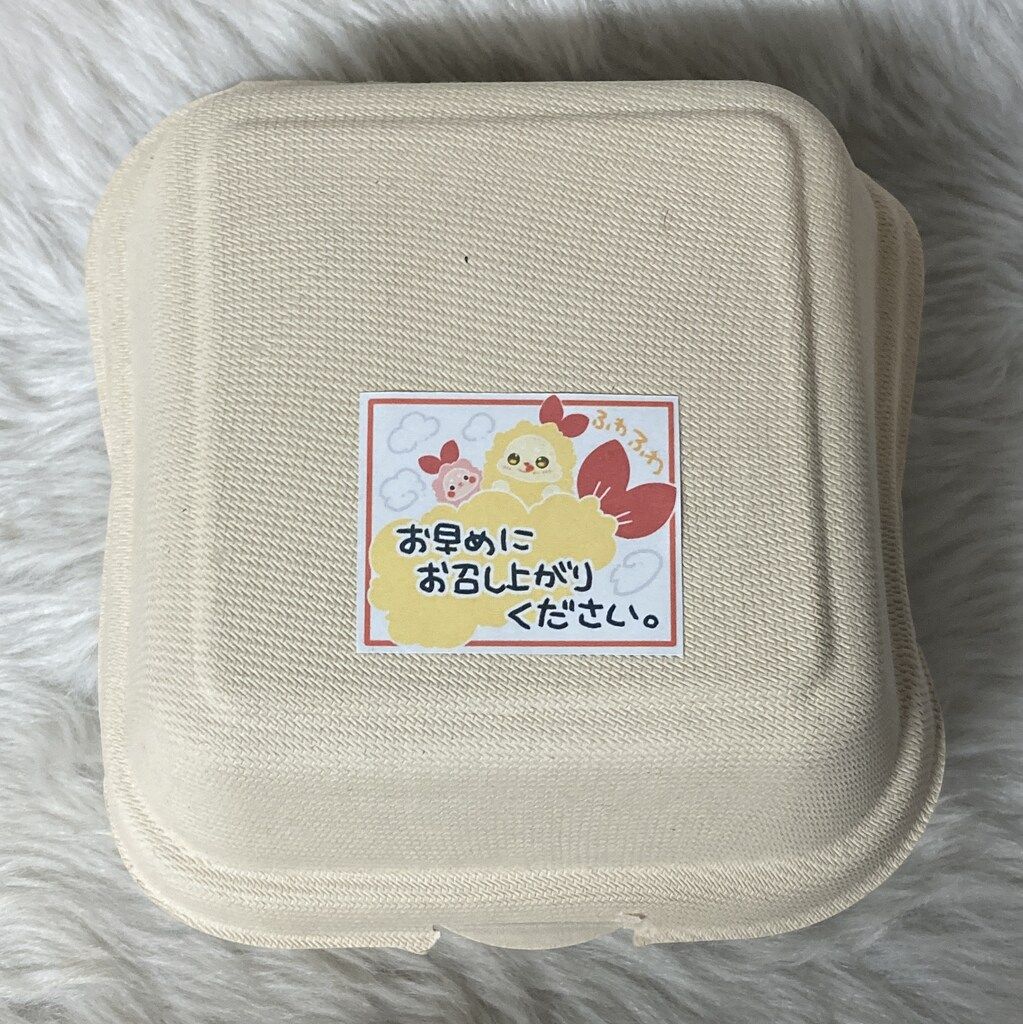 ふわふわ
お早めに
お召し上がり
ください。